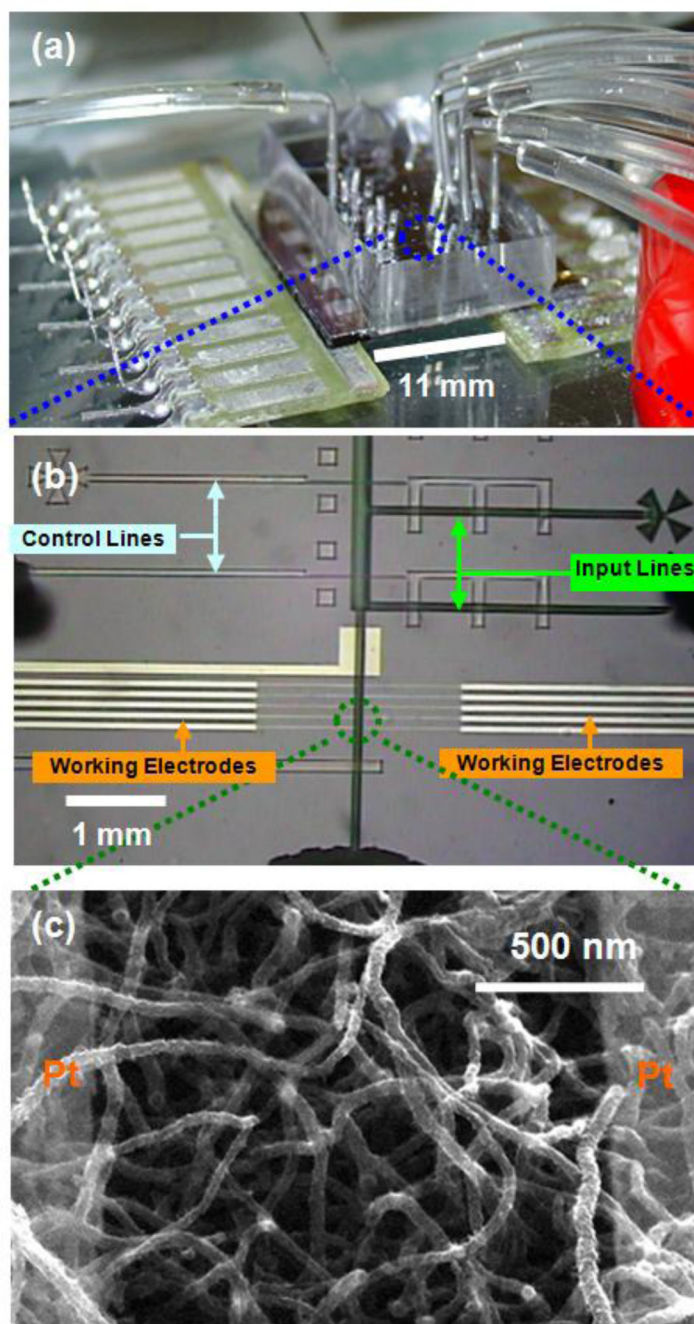 (a)
11 mm
(b)
Control Lines
Input Lines
Working Electrodes
Working Electrodes
1 mm
(c)
500 nm
Pt
Pt